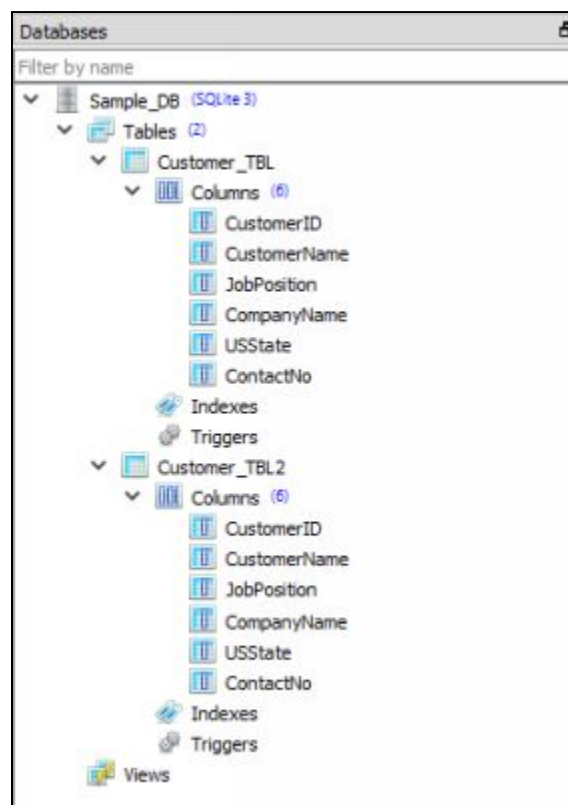 Databases
Filter by name
Sample_DB (SQLite 3)
Tables (2)
Customer_TBL
Columns (6)
CustomerID
CustomerName
JobPosition
CompanyName
USState
ContactNo
Indexes
Triggers
Customer_TBL2
Columns (6)
CustomerID
CustomerName
JobPosition
CompanyName
USState
ContactNo
Indexes
Triggers
Views